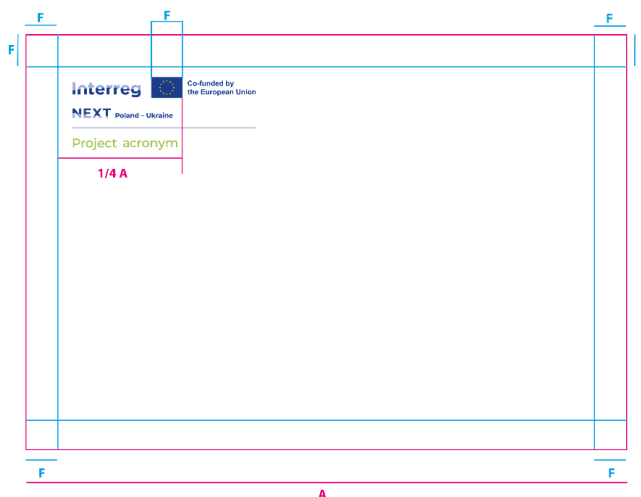 F
F
F
F
Interreg
Co-funded by
the European Union
NEXT Poland – Ukraine
Project acronym
1/4 A
F
F
A